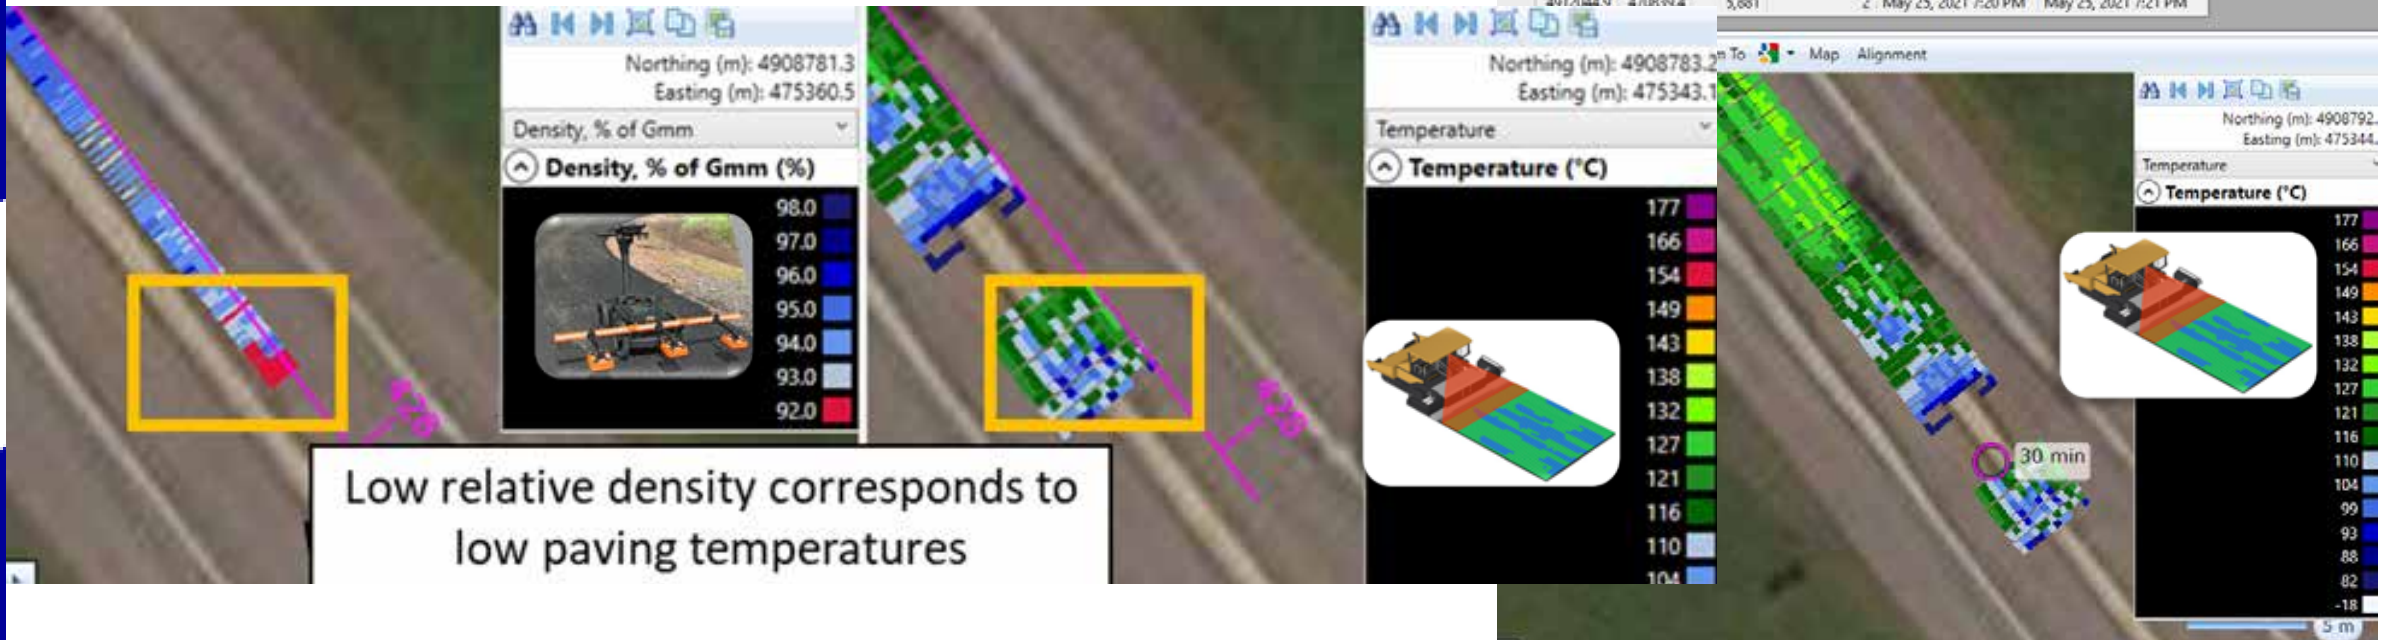 Northing (m): 4908781.3
Easting (m): 475360.5
Density, % of Gmm
Density, % of Gmm (%)
98.0
97.0
96.0
95.0
94.0
93.0
92.0
Northing (m): 4908783.2
Easting (m): 475343.1
Temperature
Temperature (°C)
177
166
154
149
143
138
132
127
121
116
110
104
Low relative density corresponds to
low paving temperatures
5,881 2 May 25, 2021 7:20 PM May 25, 2021 7:21 PM
To Map Alignment
Northing (m): 4908792.
Easting (m): 475344.
Temperature
Temperature (°C)
177
166
154
149
143
138
132
127
121
116
110
104
99
93
88
82
-18
30 min
5 m